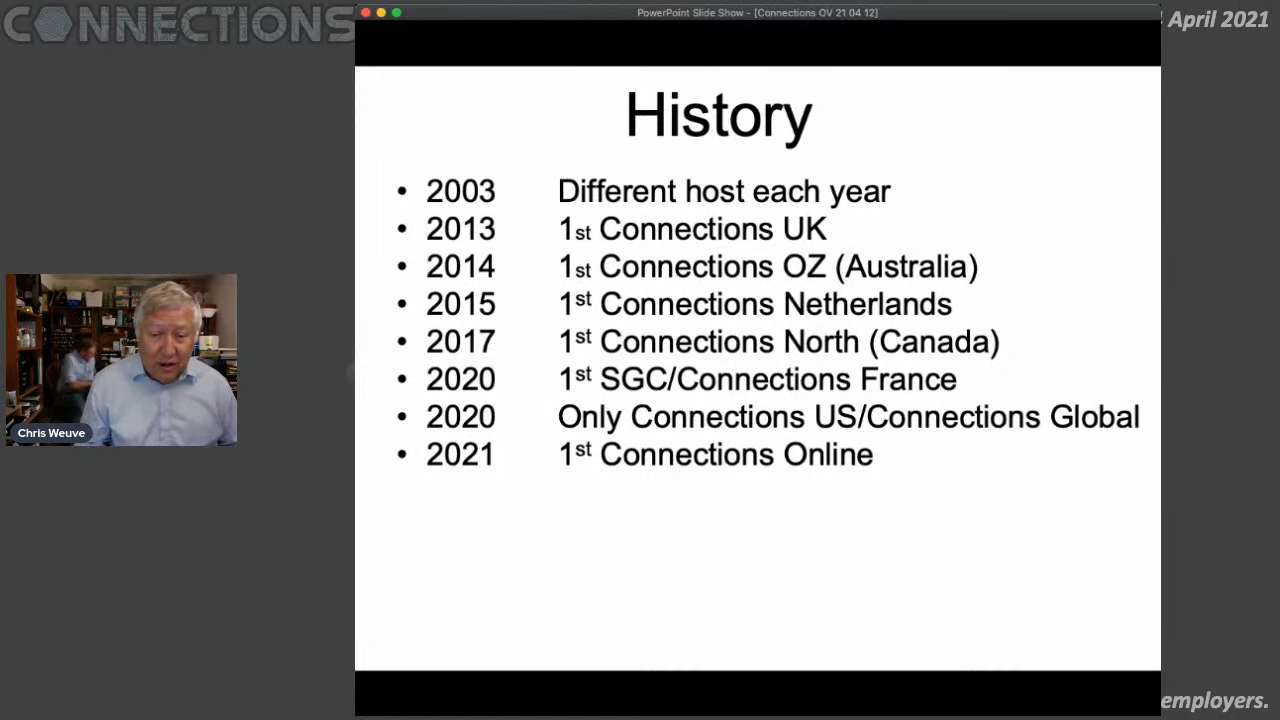 CONNECTIONS
PowerPoint Slide Show - [Connections OV 21 04 12]
April 2021
History
• 2003 Different host each year
• 2013 1st Connections UK
• 2014 1st Connections OZ (Australia)
• 2015 1st Connections Netherlands
• 2017 1st Connections North (Canada)
• 2020 1st SGC/Connections France
• 2020 Only Connections US/Connections Global
• 2021 1st Connections Online
Chris Weuve
employers.